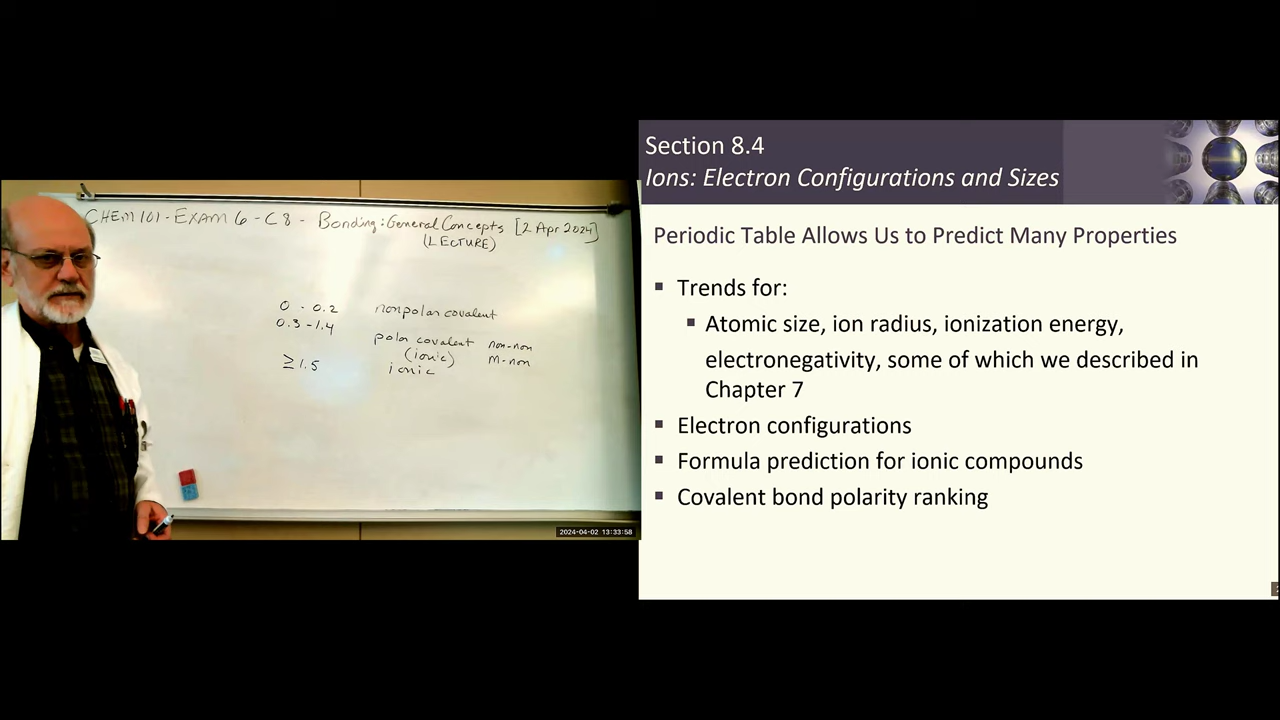 CHEM 101 - EXAM 6 - C8 - Bonding: General Concepts [2 Apr 2024]
(LECTURE)
0 - 0.2 nonpolar covalent
0.3 - 1.4
polar covalent non-non
(ionic) M-non
≥ 1.5 ionic
2024-04-02 13:33:58
Section 8.4
Ions: Electron Configurations and Sizes
Periodic Table Allows Us to Predict Many Properties
▪ Trends for:
▪ Atomic size, ion radius, ionization energy,
electronegativity, some of which we described in
Chapter 7
▪ Electron configurations
▪ Formula prediction for ionic compounds
▪ Covalent bond polarity ranking